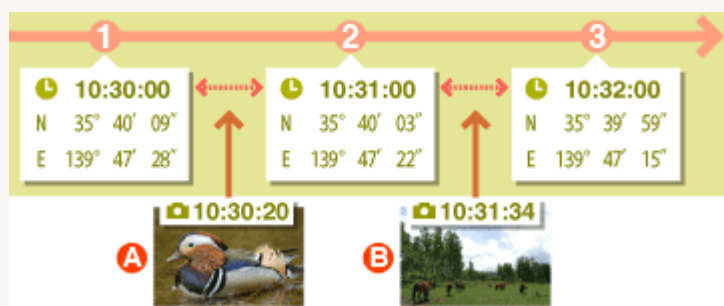 1 2 3
10:30:00 10:31:00 10:32:00
N 35° 40′ 09″ N 35° 40′ 03″ N 35° 39′ 59″
E 139° 47′ 28″ E 139° 47′ 22″ E 139° 47′ 15″
10:30:20 10:31:34
A B